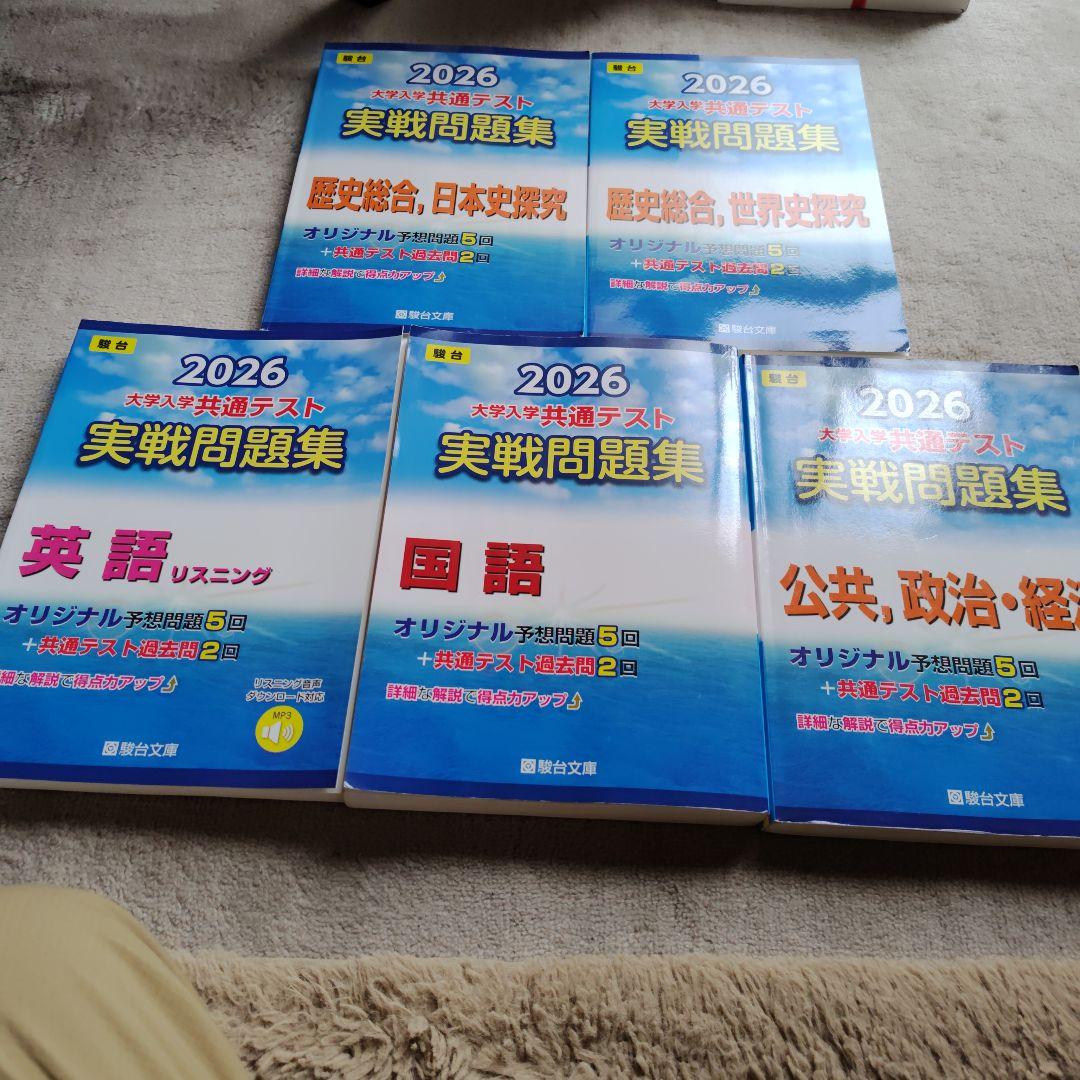 駿台
2026
大学入学共通テスト
実戦問題集
歴史総合,日本史探究
オリジナル予想問題5回
+共通テスト過去問2回
詳細な解説で得点力アップ
駿台
2026
大学入学共通テスト
実戦問題集
歴史総合,世界史探究
オリジナル予想問題5回
+共通テスト過去問2回
詳細な解説で得点力アップ
駿台文庫
駿台
2026
大学入学共通テスト
実戦問題集
英語リスニング
オリジナル予想問題5回
+共通テスト過去問2回
細な解説で得点力アップ
リスニング音声
ダウンロード対応
MP3
駿台文庫
駿台
2026
大学入学共通テスト
実戦問題集
国語
オリジナル予想問題5回
+共通テスト過去問2回
詳細な解説で得点力アップ
駿台文庫
駿台
2026
大学入学共通テスト
実戦問題集
公共,政治・経済
オリジナル予想問題5回
+共通テスト過去問2回
詳細な解説で得点力アップ
駿台文庫